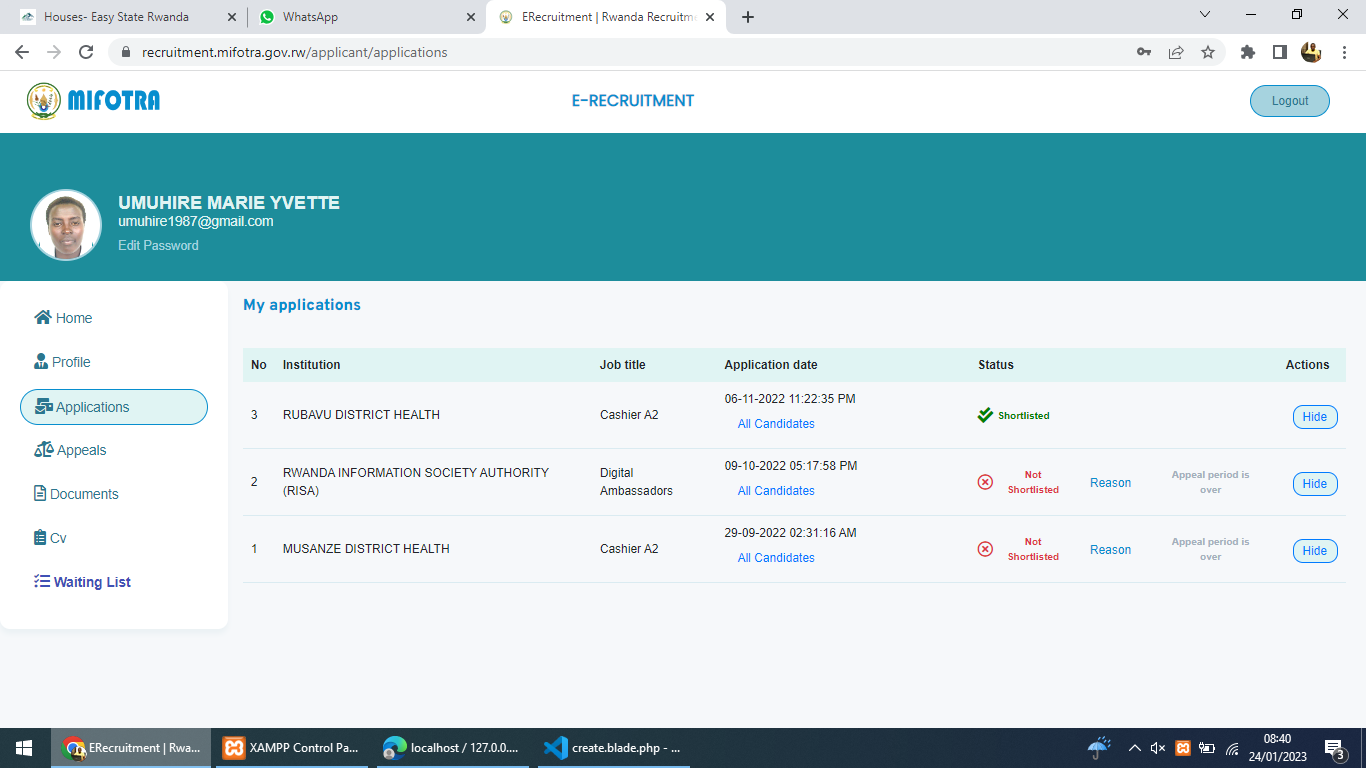 Houses- Easy State Rwanda
WhatsApp
ERecruitment | Rwanda Recruitm
recruitment.mifotra.gov.rw/applicant/applications
MIFOTRA
E-RECRUITMENT
Logout
UMUHIRE MARIE YVETTE
umuhire1987@gmail.com
Edit Password
Home
Profile
Applications
Appeals
Documents
Cv
Waiting List
My applications
No Institution Job title Application date Status Actions
3 RUBAVU DISTRICT HEALTH Cashier A2 06-11-2022 11:22:35 PM Shortlisted Hide
All Candidates
2 RWANDA INFORMATION SOCIETY AUTHORITY Digital 09-10-2022 05:17:58 PM Not Reason Appeal period is Hide
(RISA) Ambassadors All Candidates Shortlisted over
1 MUSANZE DISTRICT HEALTH Cashier A2 29-09-2022 02:31:16 AM Not Reason Appeal period is Hide
All Candidates Shortlisted over
ERecruitment | Rwa...
XAMPP Control Pa...
localhost / 127.0.0....
create.blade.php - ...
08:40
24/01/2023
3